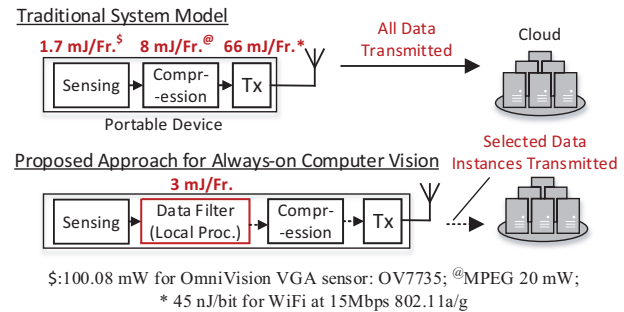 Traditional System Model
1.7 mJ/Fr.$ 8 mJ/Fr.@ 66 mJ/Fr.*
All Data
Transmitted
Cloud
Sensing
Compr-
-ession
Tx
Portable Device
Proposed Approach for Always-on Computer Vision
Selected Data
Instances Transmitted
3 mJ/Fr.
Sensing
Data Filter
(Local Proc.)
Compr-
-ession
Tx
$:100.08 mW for OmniVision VGA sensor: OV7735; @MPEG 20 mW;
* 45 nJ/bit for WiFi at 15Mbps 802.11a/g